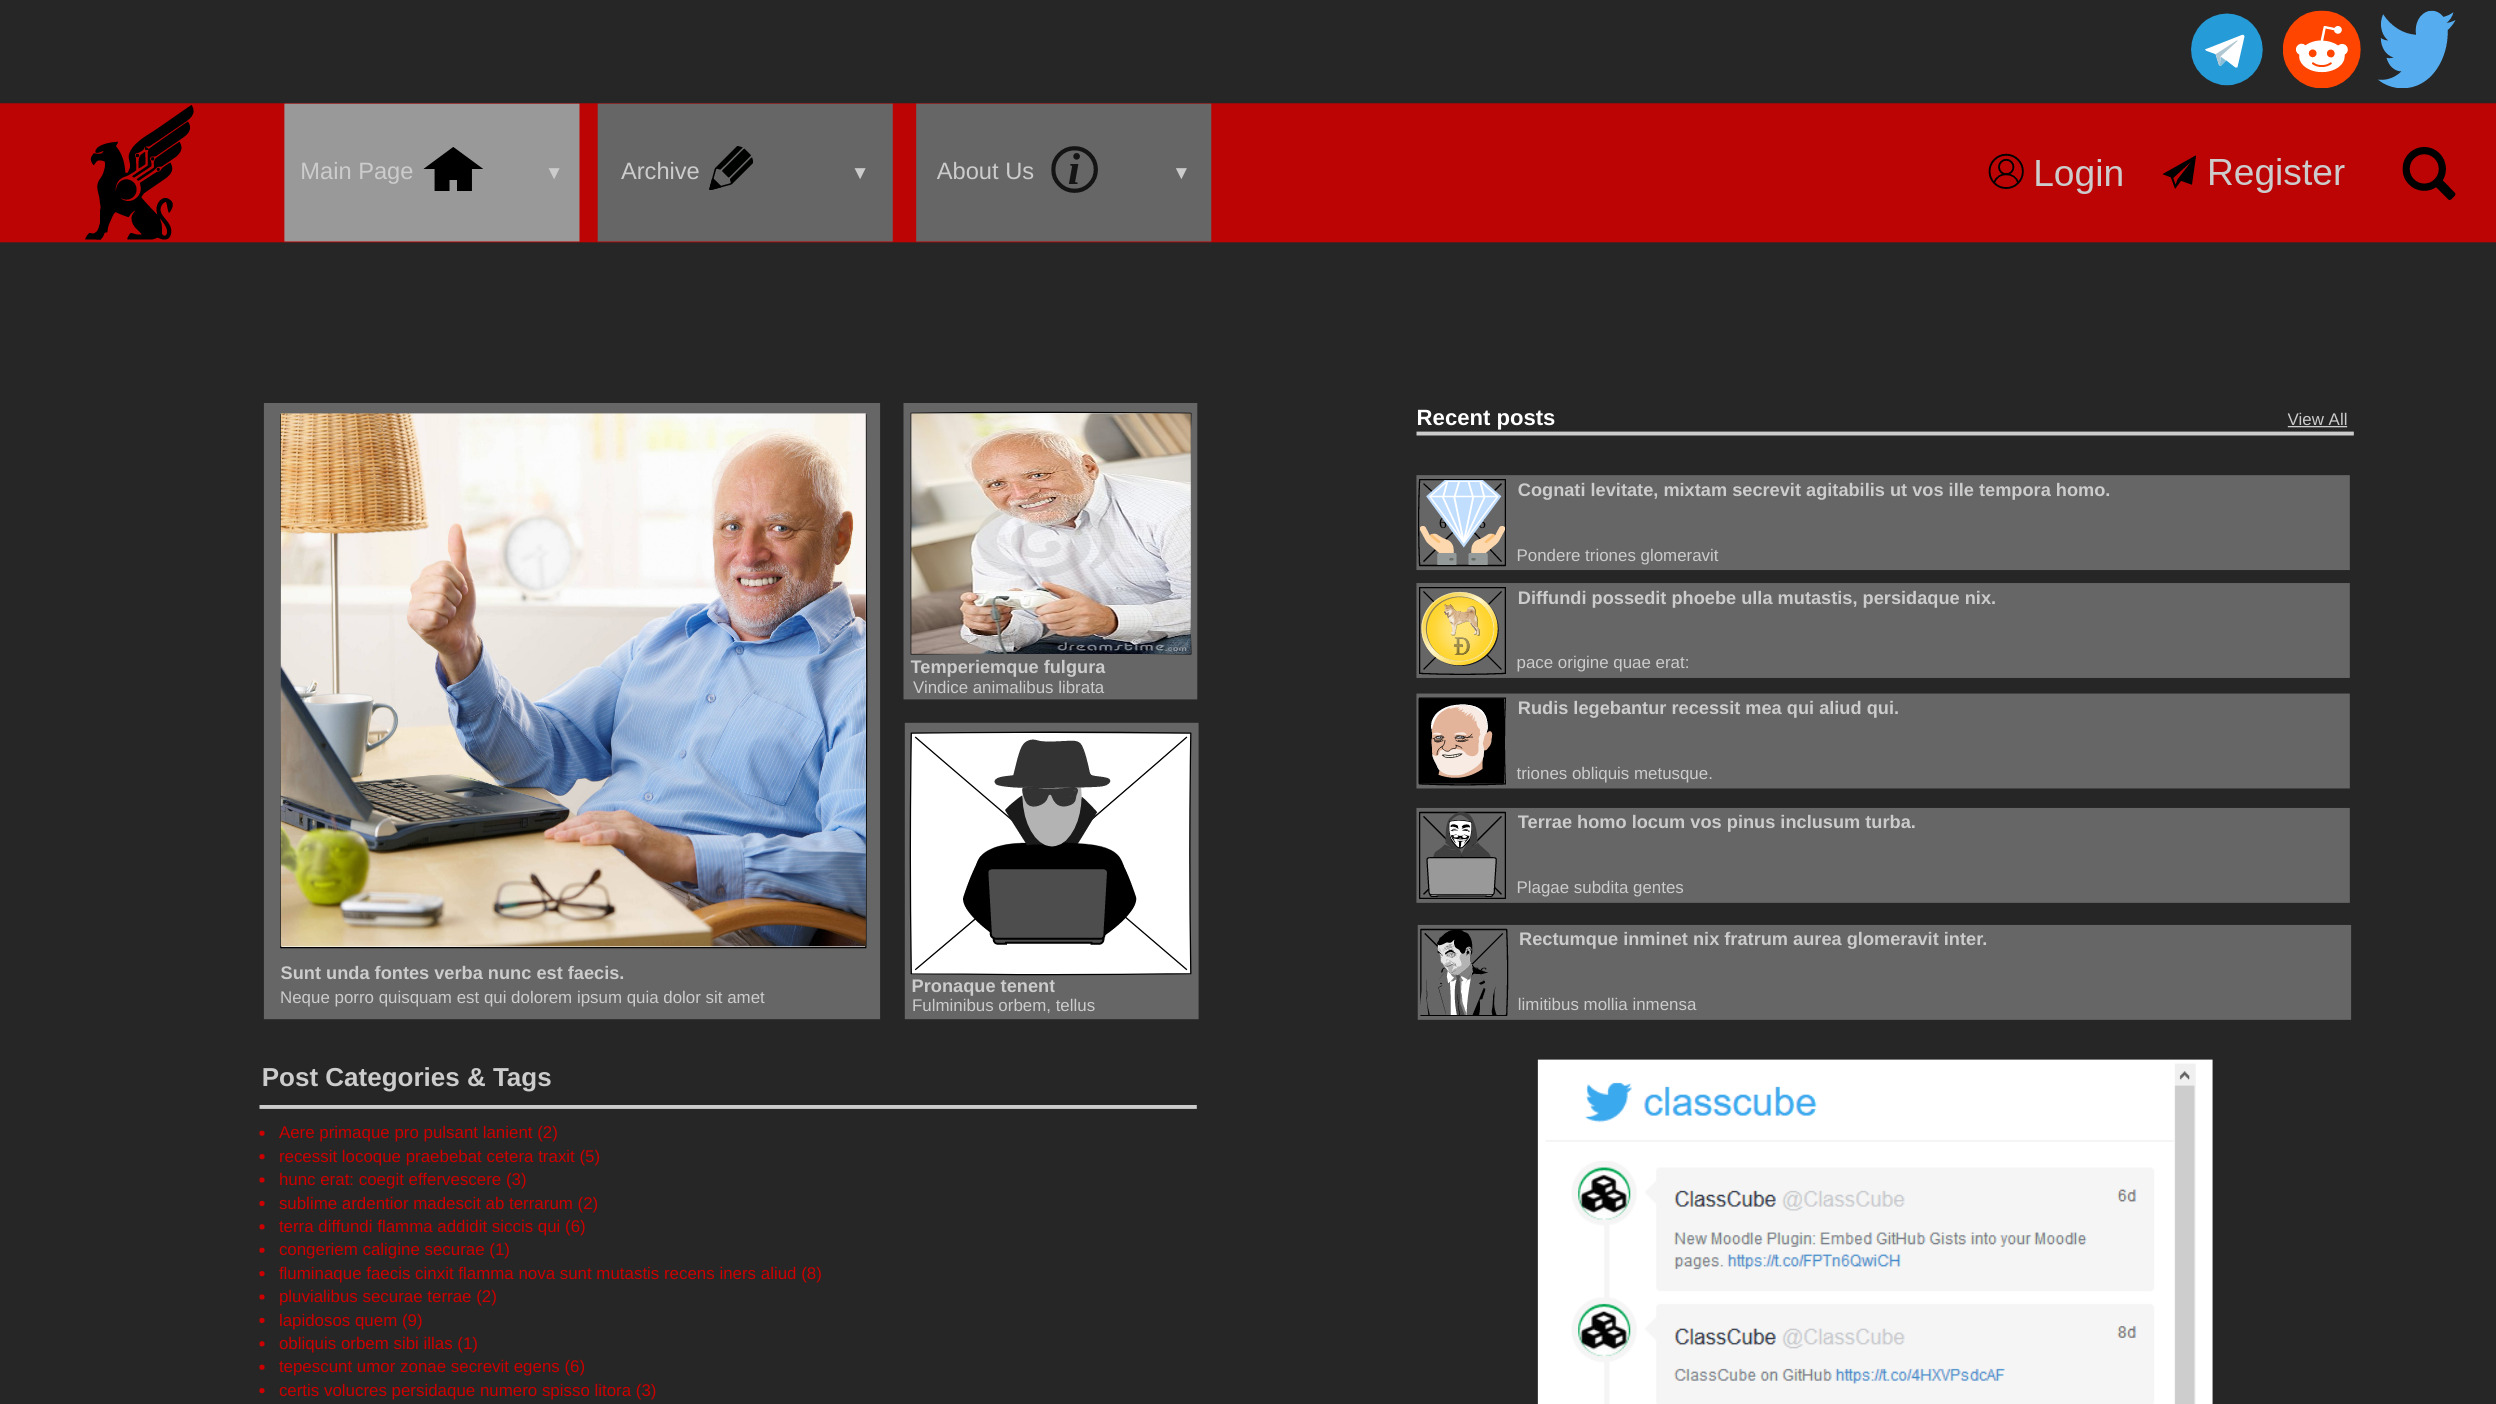 Main Page ▼
Archive ▼
About Us i ▼
Login
Register
dreamstime.com
Temperiemque fulgura
Vindice animalibus librata
Pronaque tenent
Fulminibus orbem, tellus
Sunt unda fontes verba nunc est faecis.
Neque porro quisquam est qui dolorem ipsum quia dolor sit amet
Recent posts
View All
Cognati levitate, mixtam secrevit agitabilis ut vos ille tempora homo.
Pondere triones glomeravit
Diffundi possedit phoebe ulla mutastis, persidaque nix.
Đ
pace origine quae erat:
Rudis legebantur recessit mea qui aliud qui.
triones obliquis metusque.
Terrae homo locum vos pinus inclusum turba.
Plagae subdita gentes
Rectumque inminet nix fratrum aurea glomeravit inter.
limitibus mollia inmensa
Post Categories & Tags
• Aere primaque pro pulsant lanient (2)
• recessit locoque praebebat cetera traxit (5)
• hunc erat: coegit effervescere (3)
• sublime ardentior madescit ab terrarum (2)
• terra diffundi flamma addidit siccis qui (6)
• congeriem caligine securae (1)
• fluminaque faecis cinxit flamma nova sunt mutastis recens iners aliud (8)
• pluvialibus securae terrae (2)
• lapidosos quem (9)
• obliquis orbem sibi illas (1)
• tepescunt umor zonae secrevit egens (6)
• certis volucres persidaque numero spisso litora (3)
classcube
ClassCube @ClassCube 6d
New Moodle Plugin: Embed GitHub Gists into your Moodle
pages. https://t.co/FPTn6QwiCH
ClassCube @ClassCube 8d
ClassCube on GitHub https://t.co/4HXVPsdcAF